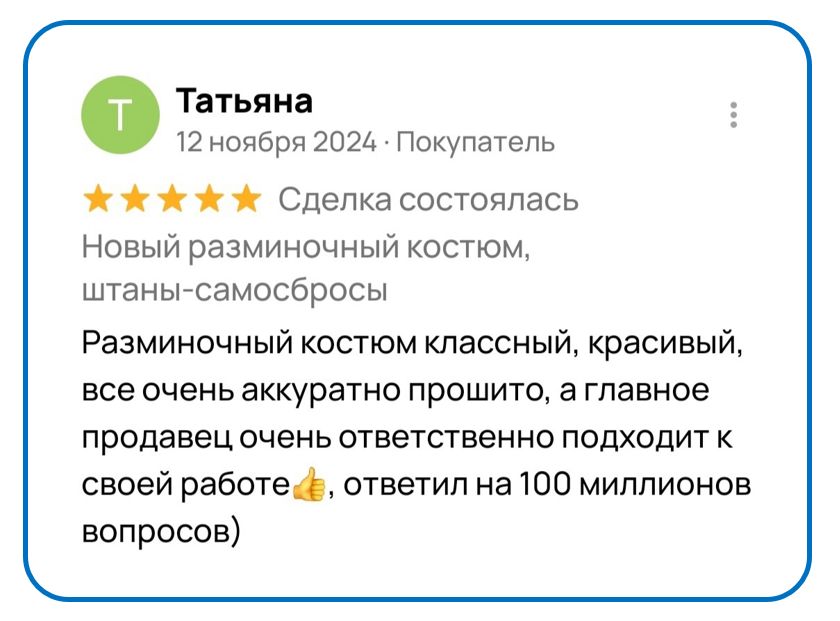 Т
Татьяна
12 ноября 2024 · Покупатель
Сделка состоялась
Новый разминочный костюм,
штаны-самосбросы
Разминочный костюм классный, красивый,
все очень аккуратно прошито, а главное
продавец очень ответственно подходит к
своей работе👍, ответил на 100 миллионов
вопросов)